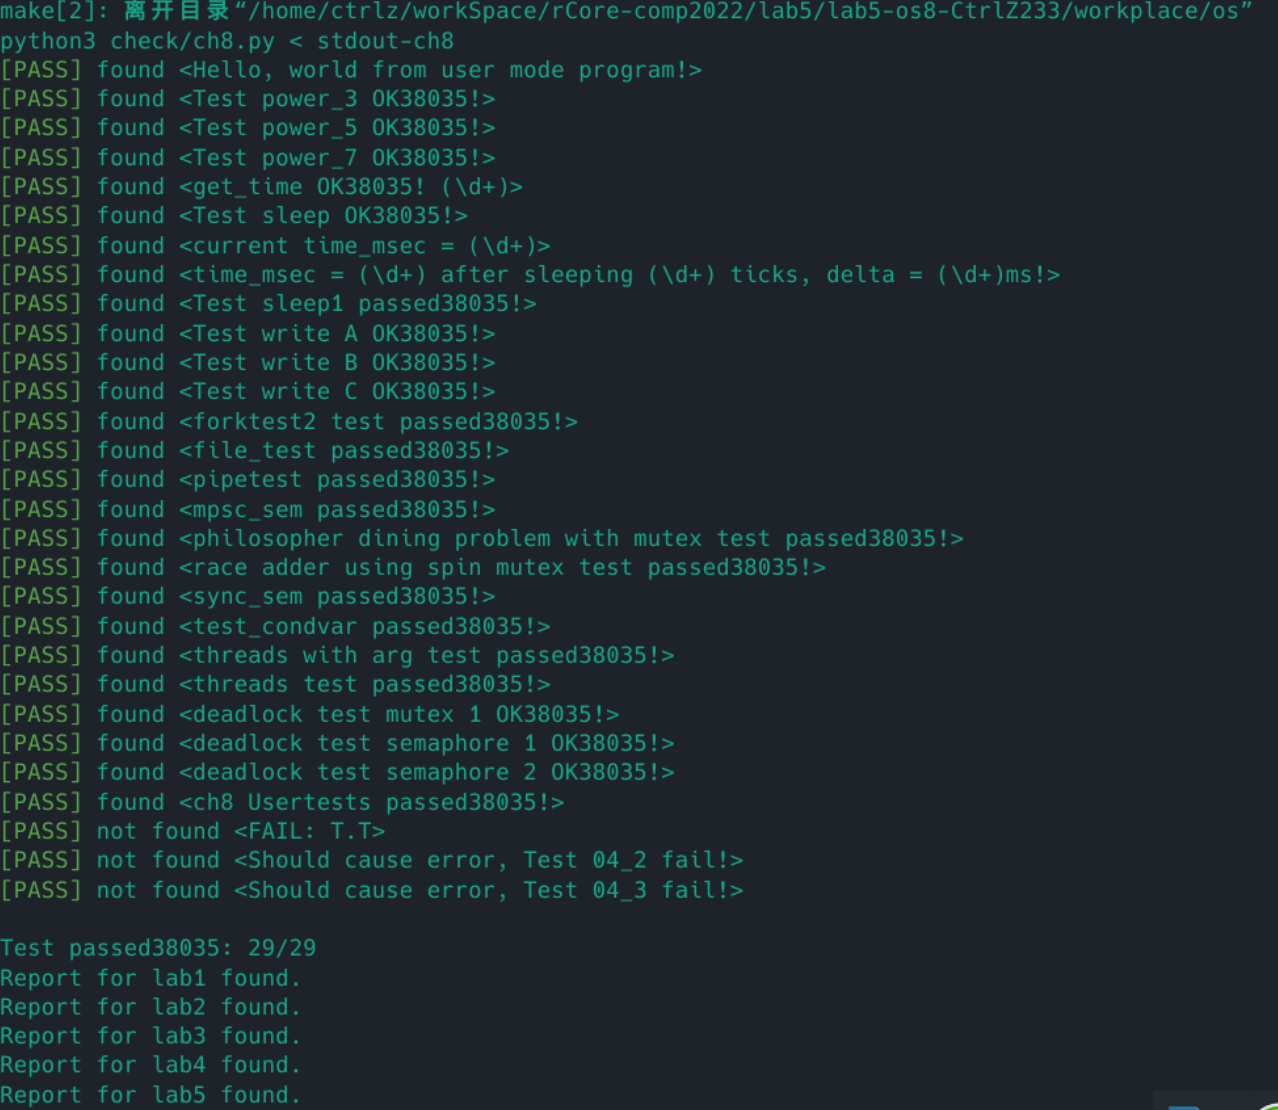 make[2]: 离开目录“/home/ctrlz/workSpace/rCore-comp2022/lab5/lab5-os8-CtrlZ233/workplace/os”
python3 check/ch8.py < stdout-ch8
[PASS] found <Hello, world from user mode program!>
[PASS] found <Test power_3 OK38035!>
[PASS] found <Test power_5 OK38035!>
[PASS] found <Test power_7 OK38035!>
[PASS] found <get_time OK38035! (\d+)>
[PASS] found <Test sleep OK38035!>
[PASS] found <current time_msec = (\d+)>
[PASS] found <time_msec = (\d+) after sleeping (\d+) ticks, delta = (\d+)ms!>
[PASS] found <Test sleep1 passed38035!>
[PASS] found <Test write A OK38035!>
[PASS] found <Test write B OK38035!>
[PASS] found <Test write C OK38035!>
[PASS] found <forktest2 test passed38035!>
[PASS] found <file_test passed38035!>
[PASS] found <pipetest passed38035!>
[PASS] found <mpsc_sem passed38035!>
[PASS] found <philosopher dining problem with mutex test passed38035!>
[PASS] found <race adder using spin mutex test passed38035!>
[PASS] found <sync_sem passed38035!>
[PASS] found <test_condvar passed38035!>
[PASS] found <threads with arg test passed38035!>
[PASS] found <threads test passed38035!>
[PASS] found <deadlock test mutex 1 OK38035!>
[PASS] found <deadlock test semaphore 1 OK38035!>
[PASS] found <deadlock test semaphore 2 OK38035!>
[PASS] found <ch8 Usertests passed38035!>
[PASS] not found <FAIL: T.T>
[PASS] not found <Should cause error, Test 04_2 fail!>
[PASS] not found <Should cause error, Test 04_3 fail!>
Test passed38035: 29/29
Report for lab1 found.
Report for lab2 found.
Report for lab3 found.
Report for lab4 found.
Report for lab5 found.